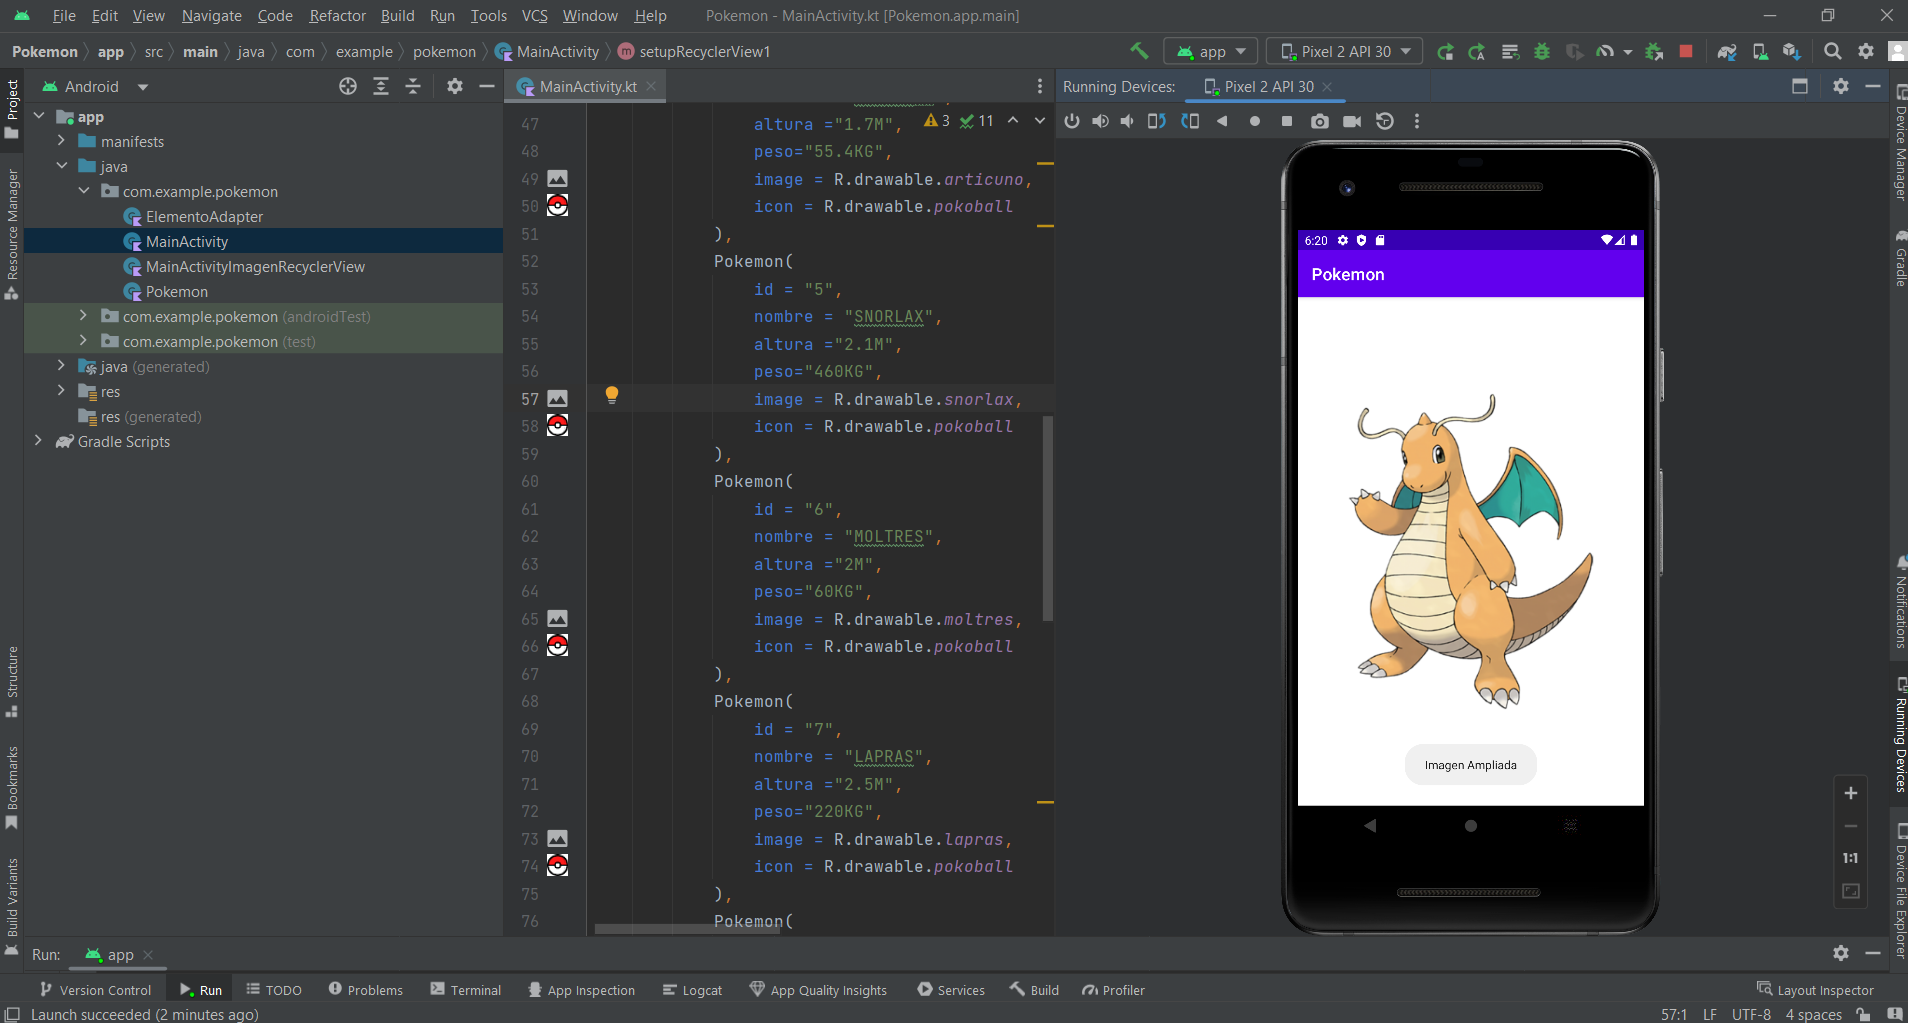 File Edit View Navigate Code Refactor Build Run Tools VCS Window Help Pokemon - MainActivity.kt [Pokemon.app.main]
Pokemon app src main java com example pokemon MainActivity m setupRecyclerView1 app Pixel 2 API 30
Project
Resource Manager
Structure
Bookmarks
Build Variants
Android
app
manifests
java
com.example.pokemon
ElementoAdapter
MainActivity
MainActivityImagenRecyclerView
Pokemon
com.example.pokemon (androidTest)
com.example.pokemon (test)
java (generated)
res
res (generated)
Gradle Scripts
MainActivity.kt
3 11
47 altura ="1.7M",
48 peso="55.4KG",
49 image = R.drawable.articuno,
50 icon = R.drawable.pokoball
51 ),
52 Pokemon(
53 id = "5",
54 nombre = "SNORLAX",
55 altura ="2.1M",
56 peso="460KG",
57 image = R.drawable.snorlax,
58 icon = R.drawable.pokoball
59 ),
60 Pokemon(
61 id = "6",
62 nombre = "MOLTRES",
63 altura ="2M",
64 peso="60KG",
65 image = R.drawable.moltres,
66 icon = R.drawable.pokoball
67 ),
68 Pokemon(
69 id = "7",
70 nombre = "LAPRAS",
71 altura ="2.5M",
72 peso="220KG",
73 image = R.drawable.lapras,
74 icon = R.drawable.pokoball
75 ),
76 Pokemon(
Running Devices: Pixel 2 API 30
6:20
Pokemon
Imagen Ampliada
1:1
Device Manager
Gradle
Notifications
Running Devices
Device File Explorer
Run: app
Version Control Run TODO Problems Terminal App Inspection Logcat App Quality Insights Services Build Profiler Layout Inspector
Launch succeeded (2 minutes ago) 57:1 LF UTF-8 4 spaces